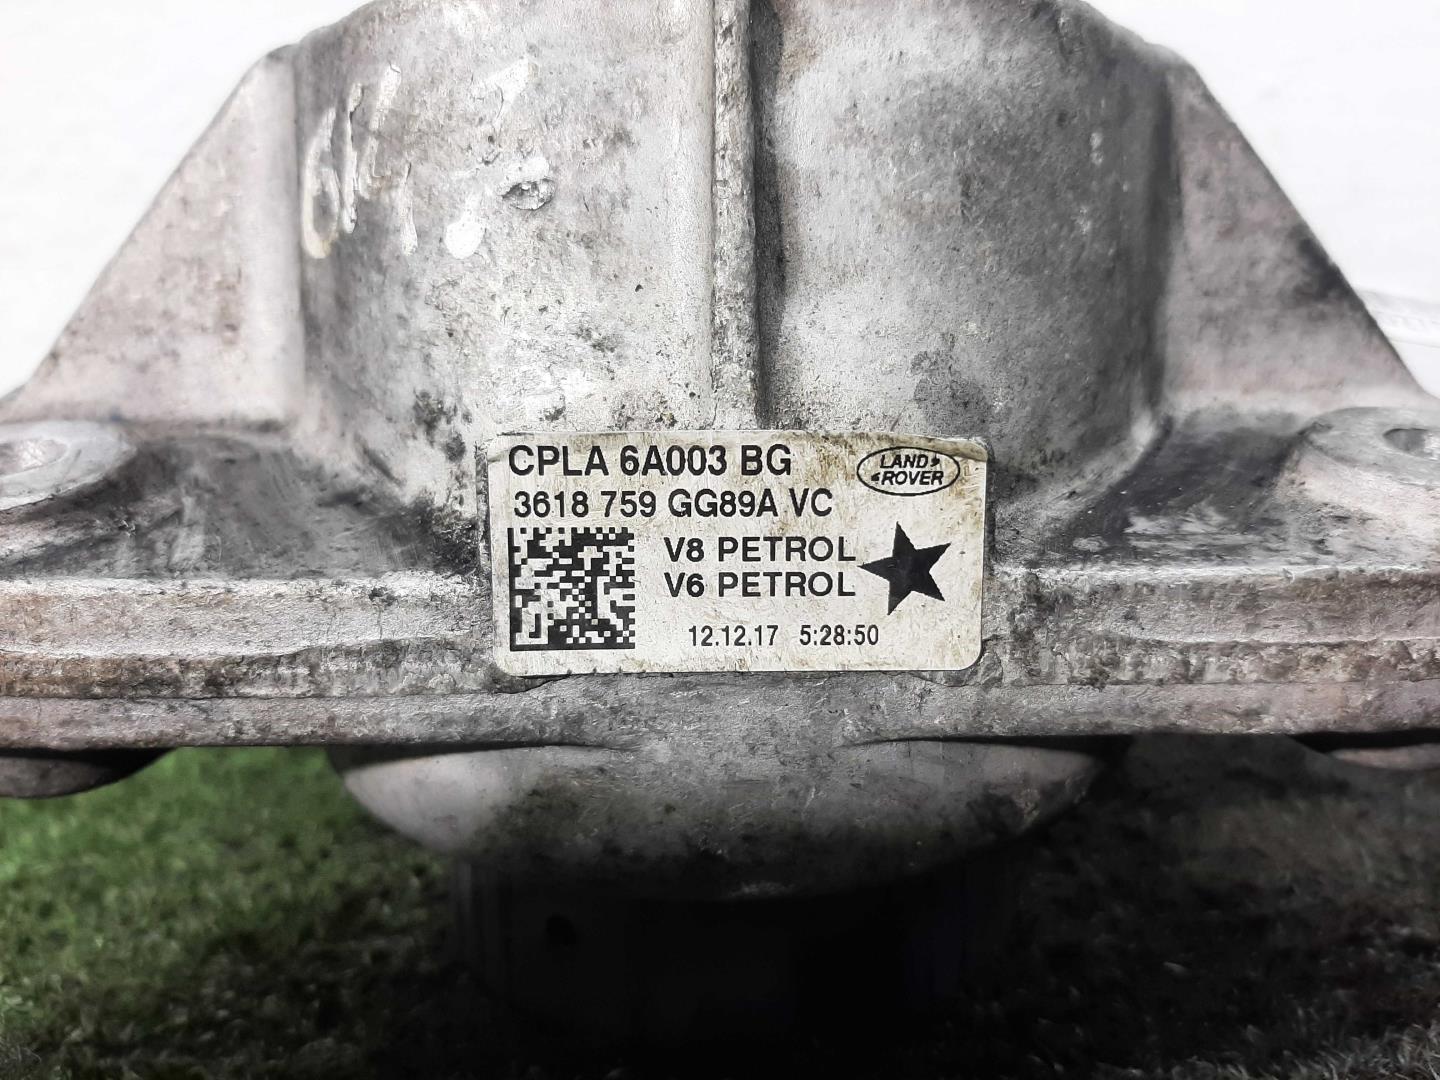 CPLA 6A003 BG
LAND
ROVER
3618 759 GG89A VC
V8 PETROL
V6 PETROL
12.12.17 5:28:50